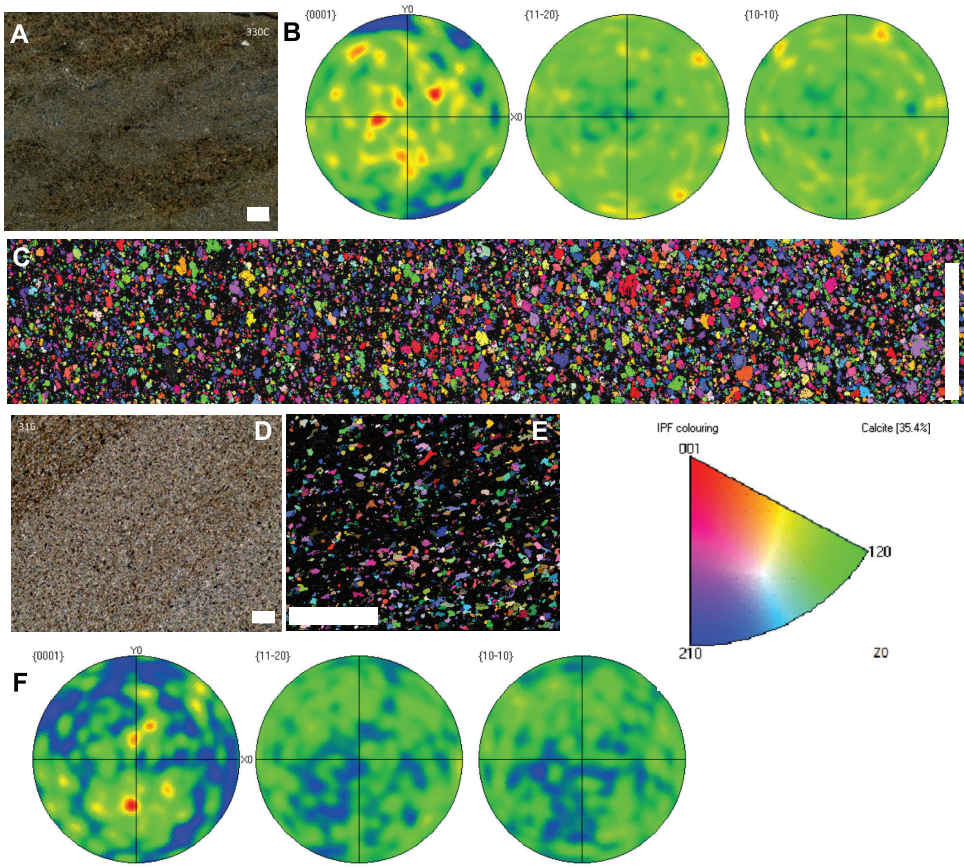 A
330C
B
{0001}
Y0
X0
{11-20}
{10-10}
C
316
D
E
IPF colouring
Calcite [35.4%]
001
120
210
Z0
F
{0001}
Y0
X0
{11-20}
{10-10}